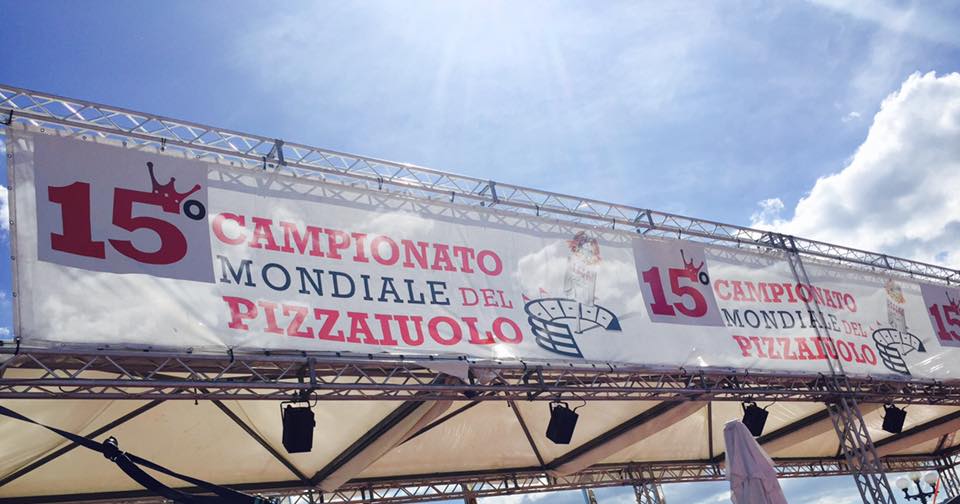 15°
CAMPIONATO
MONDIALE DEL
PIZZAIUOLO
15°
CAMPIONATO
MONDIALE DEL
PIZZAIUOLO
15